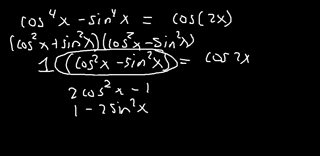 cos⁴x - sin⁴x = cos(2x)
(cos²x+sin²x)(cos²x-sin²x)
1 (cos²x - sin²x) = cos 2x
2cos²x - 1
1 - 2sin²x